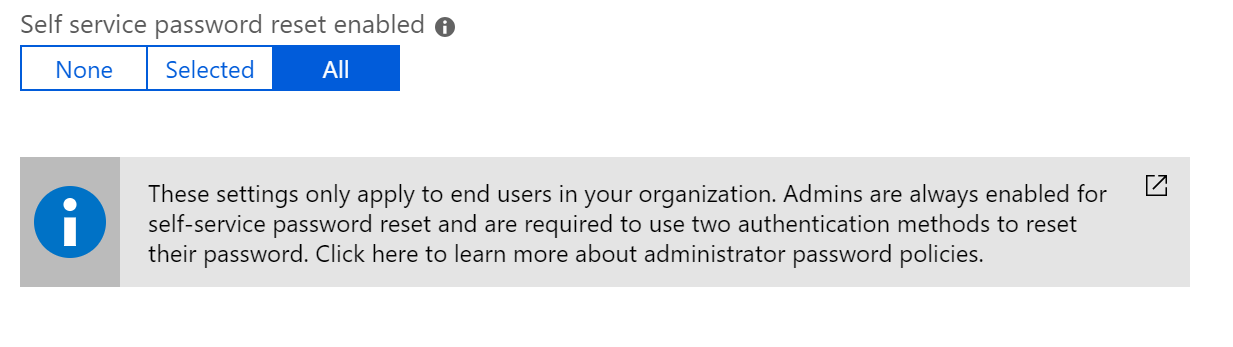 Self service password reset enabled
None Selected All
These settings only apply to end users in your organization. Admins are always enabled for
self-service password reset and are required to use two authentication methods to reset
their password. Click here to learn more about administrator password policies.